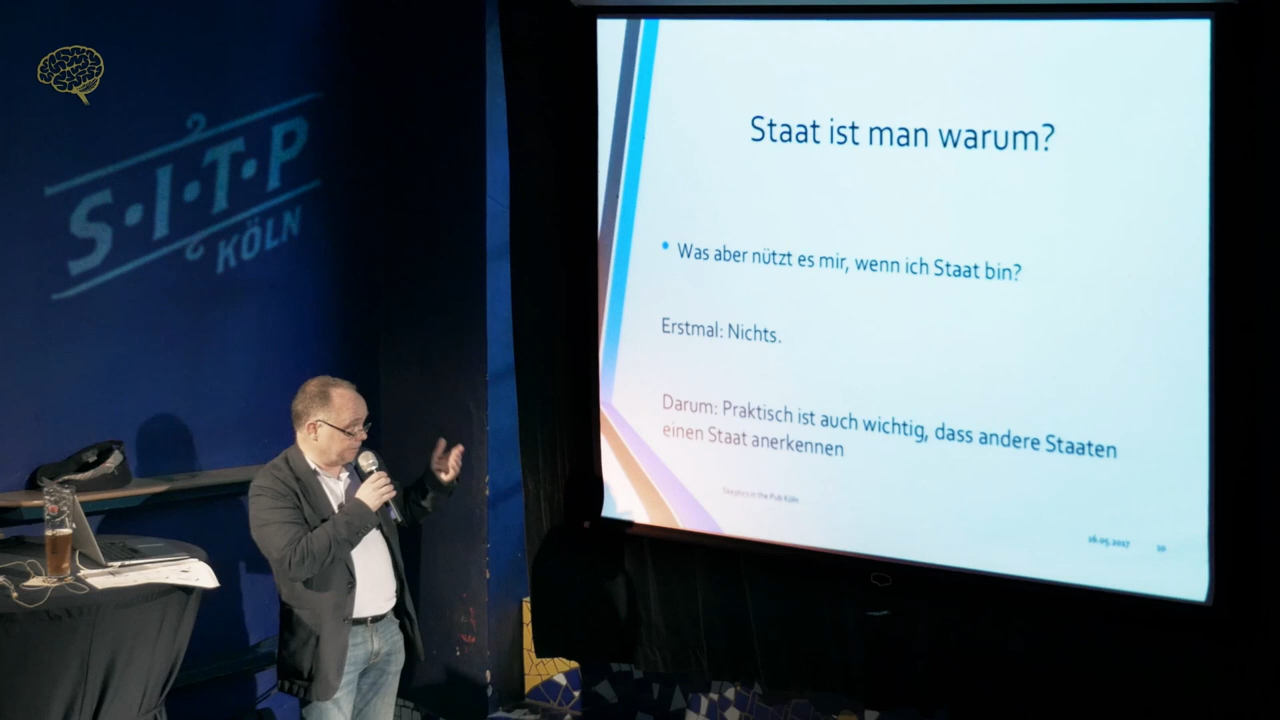 S·I·T·P
KÖLN
Staat ist man warum?
• Was aber nützt es mir, wenn ich Staat bin?
Erstmal: Nichts.
Darum: Praktisch ist auch wichtig, dass andere Staaten
einen Staat anerkennen
Skeptics in the Pub Köln
26.05.2017
10